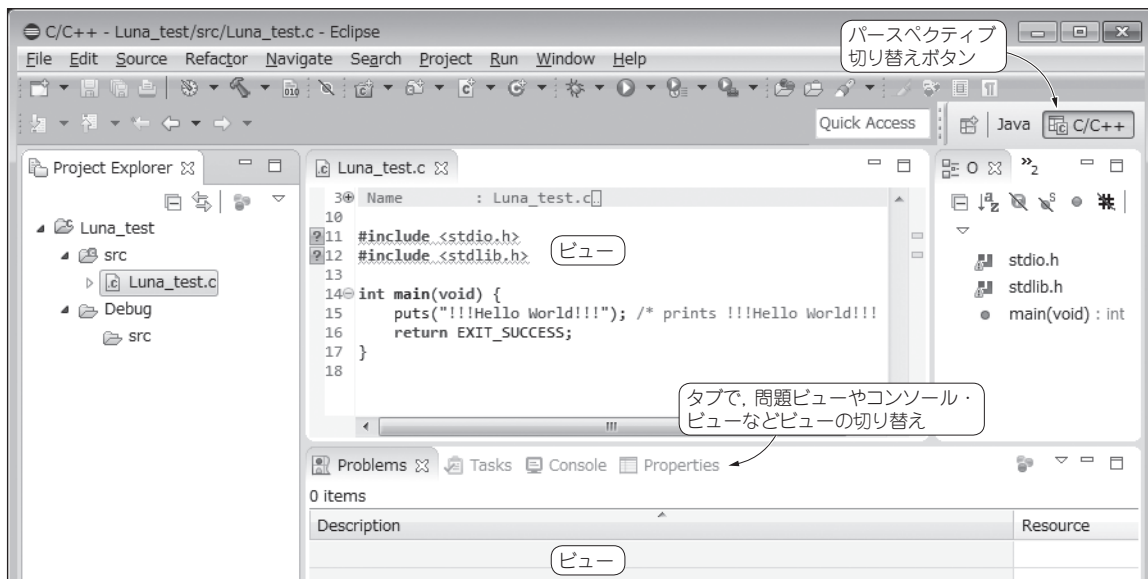 C/C++ - Luna_test/src/Luna_test.c - Eclipse
パースペクティブ
切り替えボタン
File Edit Source Refactor Navigate Search Project Run Window Help
Quick Access
Java
C/C++
Project Explorer
Luna_test
src
Luna_test.c
Debug
src
Luna_test.c
3 Name : Luna_test.c
10
11 #include <stdio.h>
12 #include <stdlib.h>
13
14 int main(void) {
15 puts("!!!Hello World!!!"); /* prints !!!Hello World!!!
16 return EXIT_SUCCESS;
17 }
18
ビュー
O
»2
stdio.h
stdlib.h
main(void) : int
タブで,問題ビューやコンソール・
ビューなどビューの切り替え
Problems Tasks Console Properties
0 items
Description Resource
ビュー